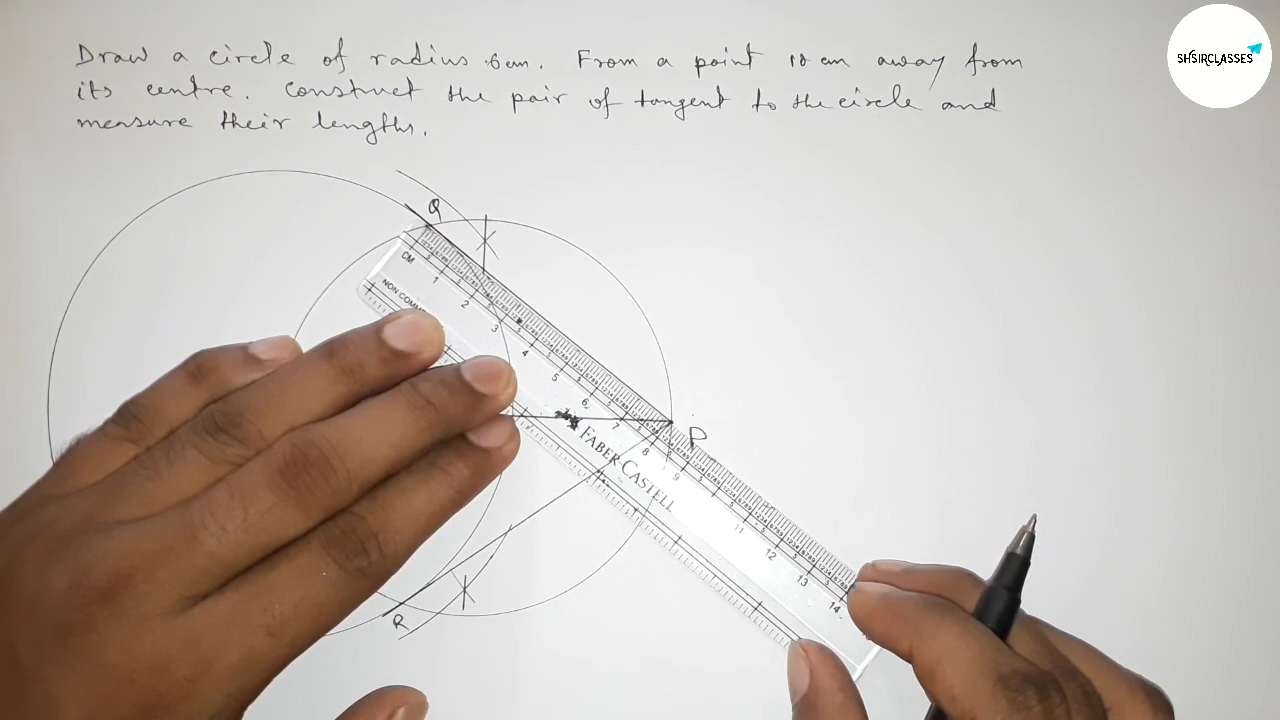 Draw a circle of radius 6cm. From a point 10 cm away from
its centre. Construct the pair of tangent to the circle and
measure their lengths.
SHSIRCLASSES
Q
CM 1 2 3 4 5 6 7 8 9 11 12 13 14
P
FABER-CASTELL
R